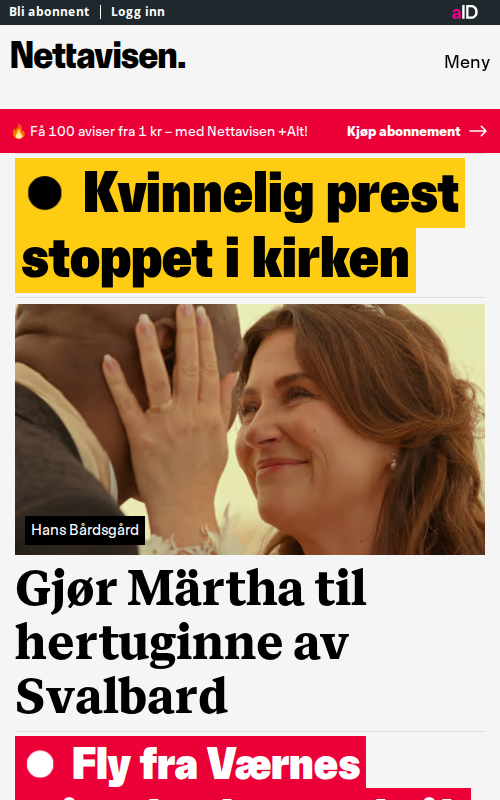 Bli abonnent | Logg inn
aID
Nettavisen.
Meny
🔥 Få 100 aviser fra 1 kr – med Nettavisen +Alt!
Kjøp abonnement →
Kvinnelig prest
stoppet i kirken
Hans Bårdsgård
Gjør Märtha til
hertuginne av
Svalbard
Fly fra Værnes